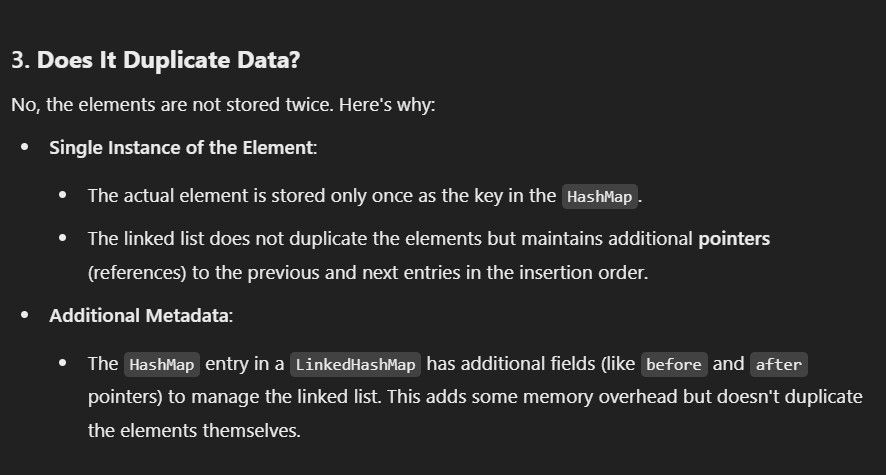 3. Does It Duplicate Data?
No, the elements are not stored twice. Here's why:
• Single Instance of the Element:
• The actual element is stored only once as the key in the HashMap.
• The linked list does not duplicate the elements but maintains additional pointers
(references) to the previous and next entries in the insertion order.
• Additional Metadata:
• The HashMap entry in a LinkedHashMap has additional fields (like before and after
pointers) to manage the linked list. This adds some memory overhead but doesn't duplicate
the elements themselves.